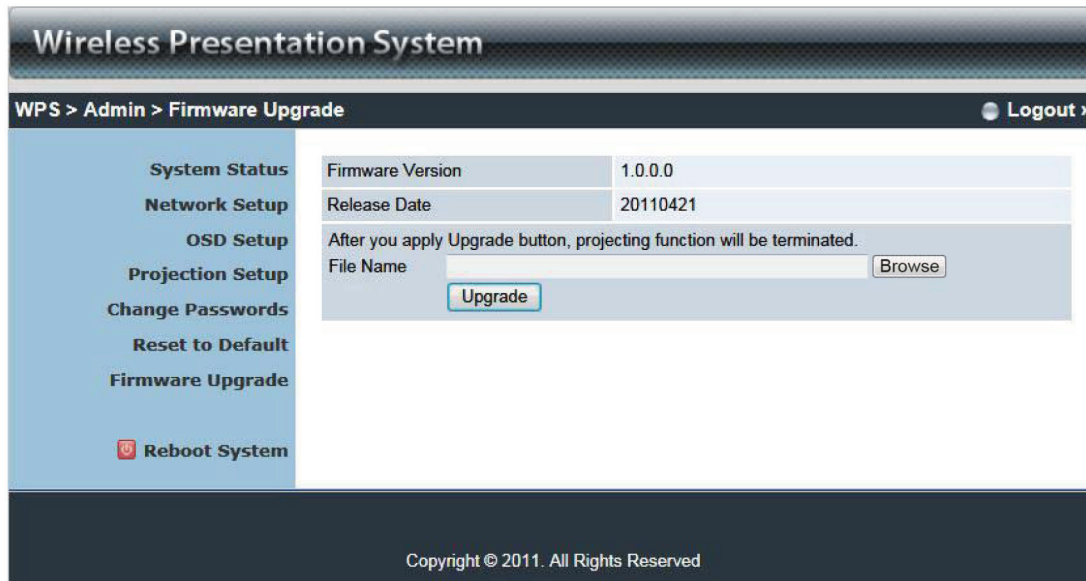 Wireless Presentation System
WPS > Admin > Firmware Upgrade
Logout »
System Status
Network Setup
OSD Setup
Projection Setup
Change Passwords
Reset to Default
Firmware Upgrade
Reboot System
Firmware Version 1.0.0.0
Release Date 20110421
After you apply Upgrade button, projecting function will be terminated.
File Name Browse
Upgrade
Copyright © 2011. All Rights Reserved